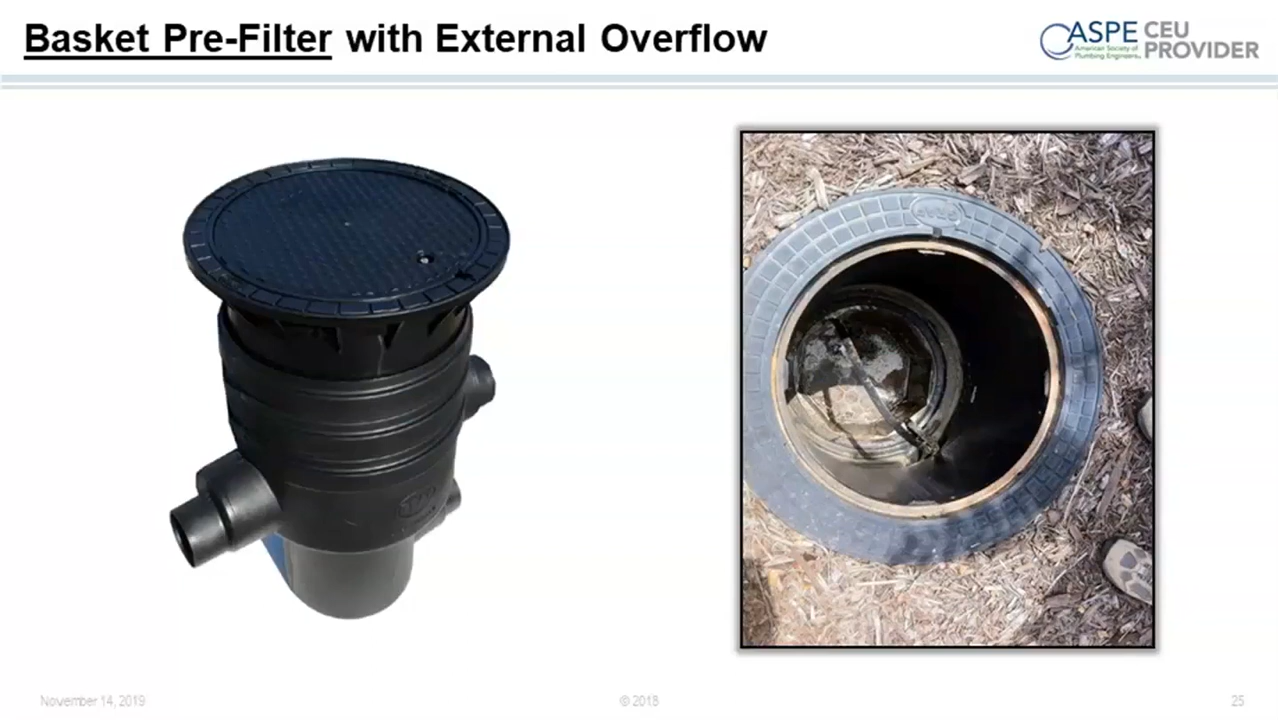 Basket Pre-Filter with External Overflow
ASPE
American Society of
Plumbing Engineers
CEU
PROVIDER
GRAF
November 14, 2019
© 2018
25